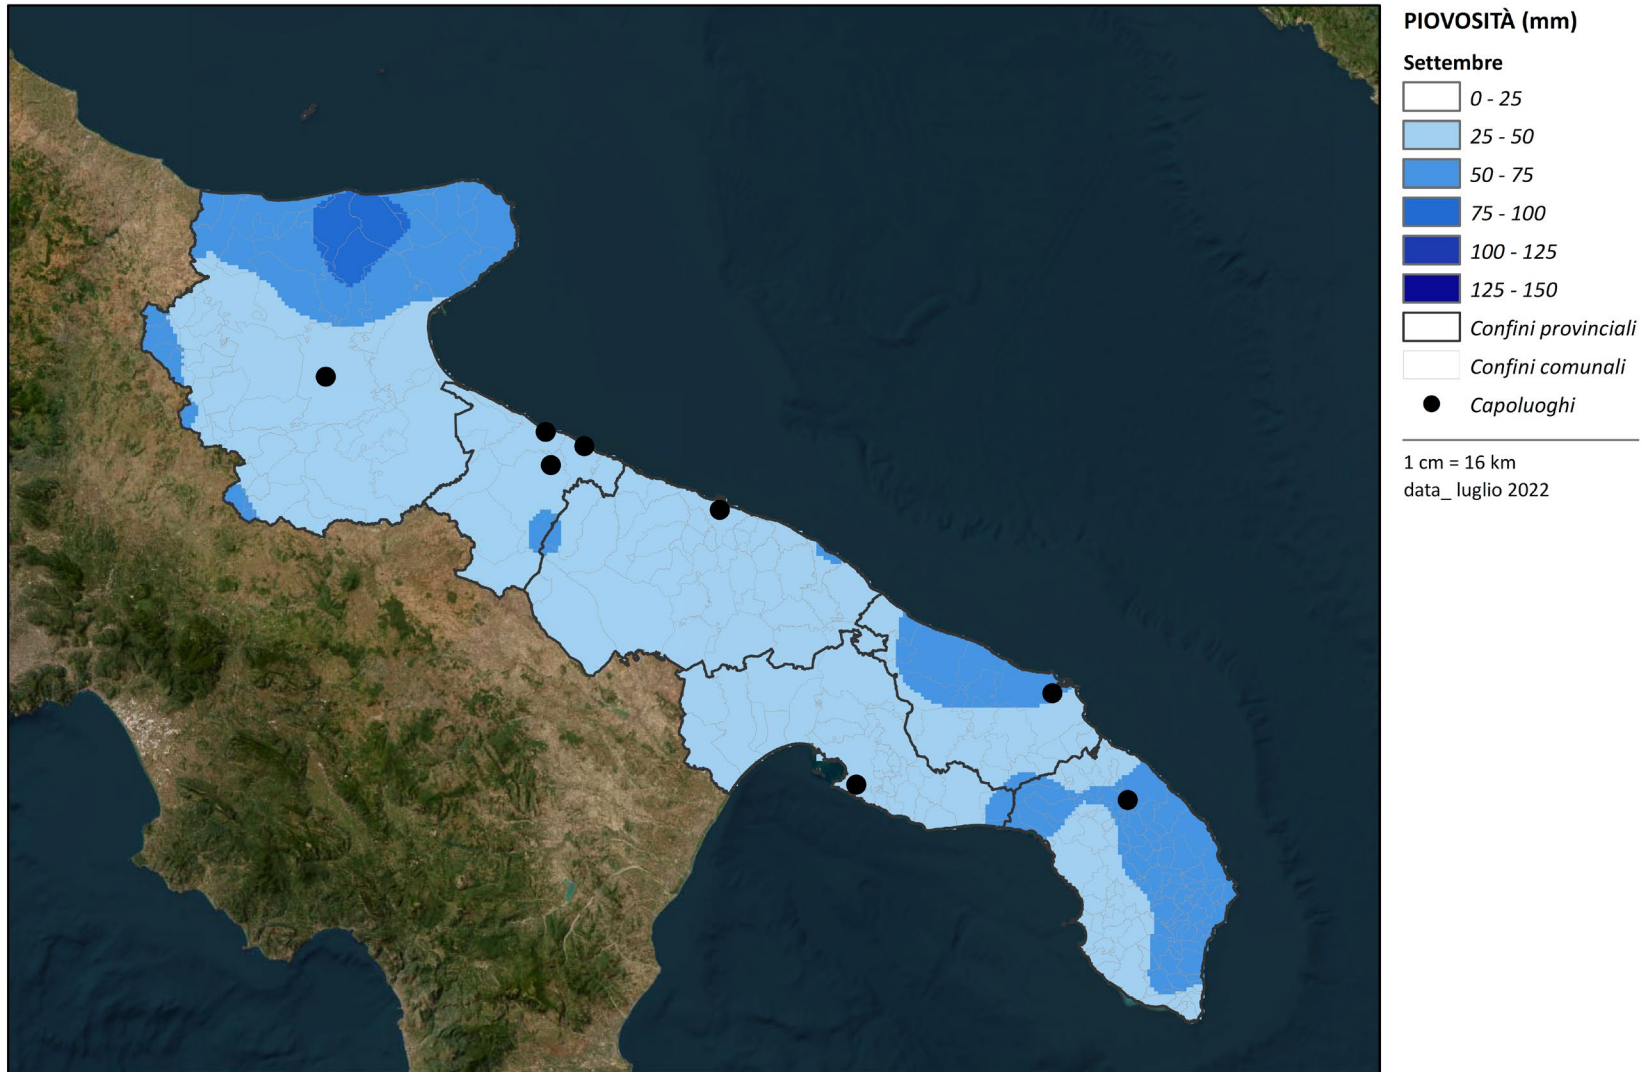 PIOVOSITÀ (mm)
Settembre
0 - 25
25 - 50
50 - 75
75 - 100
100 - 125
125 - 150
Confini provinciali
Confini comunali
Capoluoghi
1 cm = 16 km
data_ luglio 2022